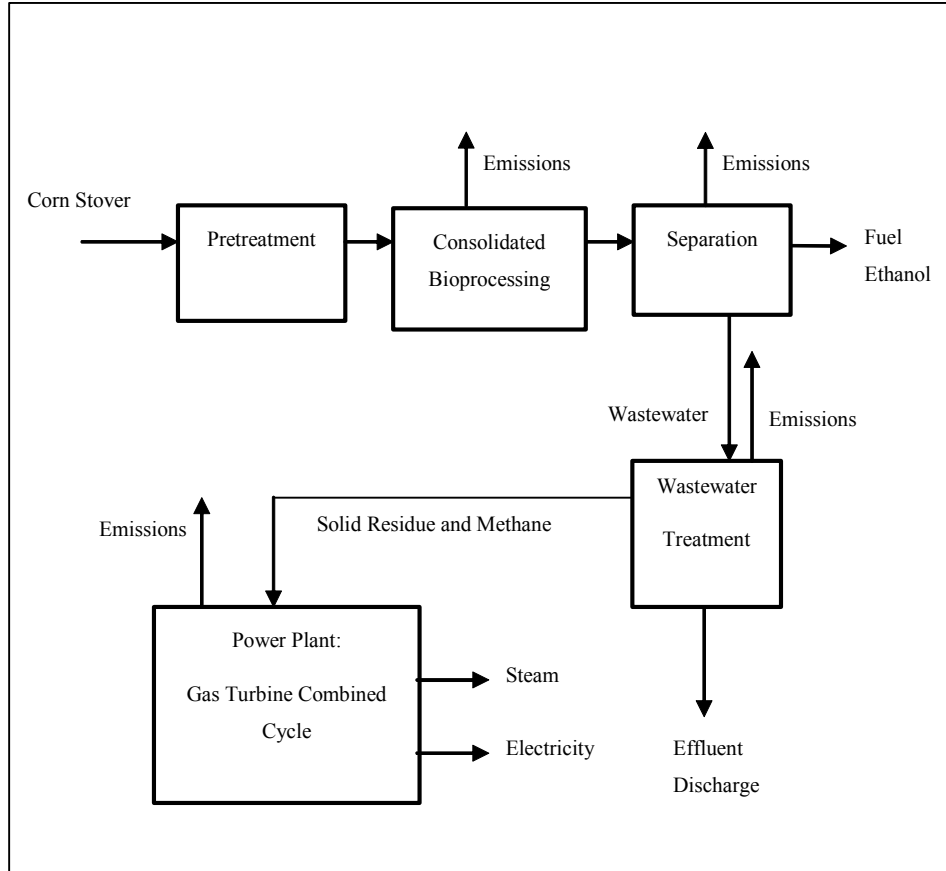 Emissions
Emissions
Corn Stover
Pretreatment
Consolidated
Bioprocessing
Separation
Fuel
Ethanol
Wastewater
Emissions
Wastewater
Treatment
Solid Residue and Methane
Emissions
Power Plant:
Gas Turbine Combined
Cycle
Steam
Electricity
Effluent
Discharge